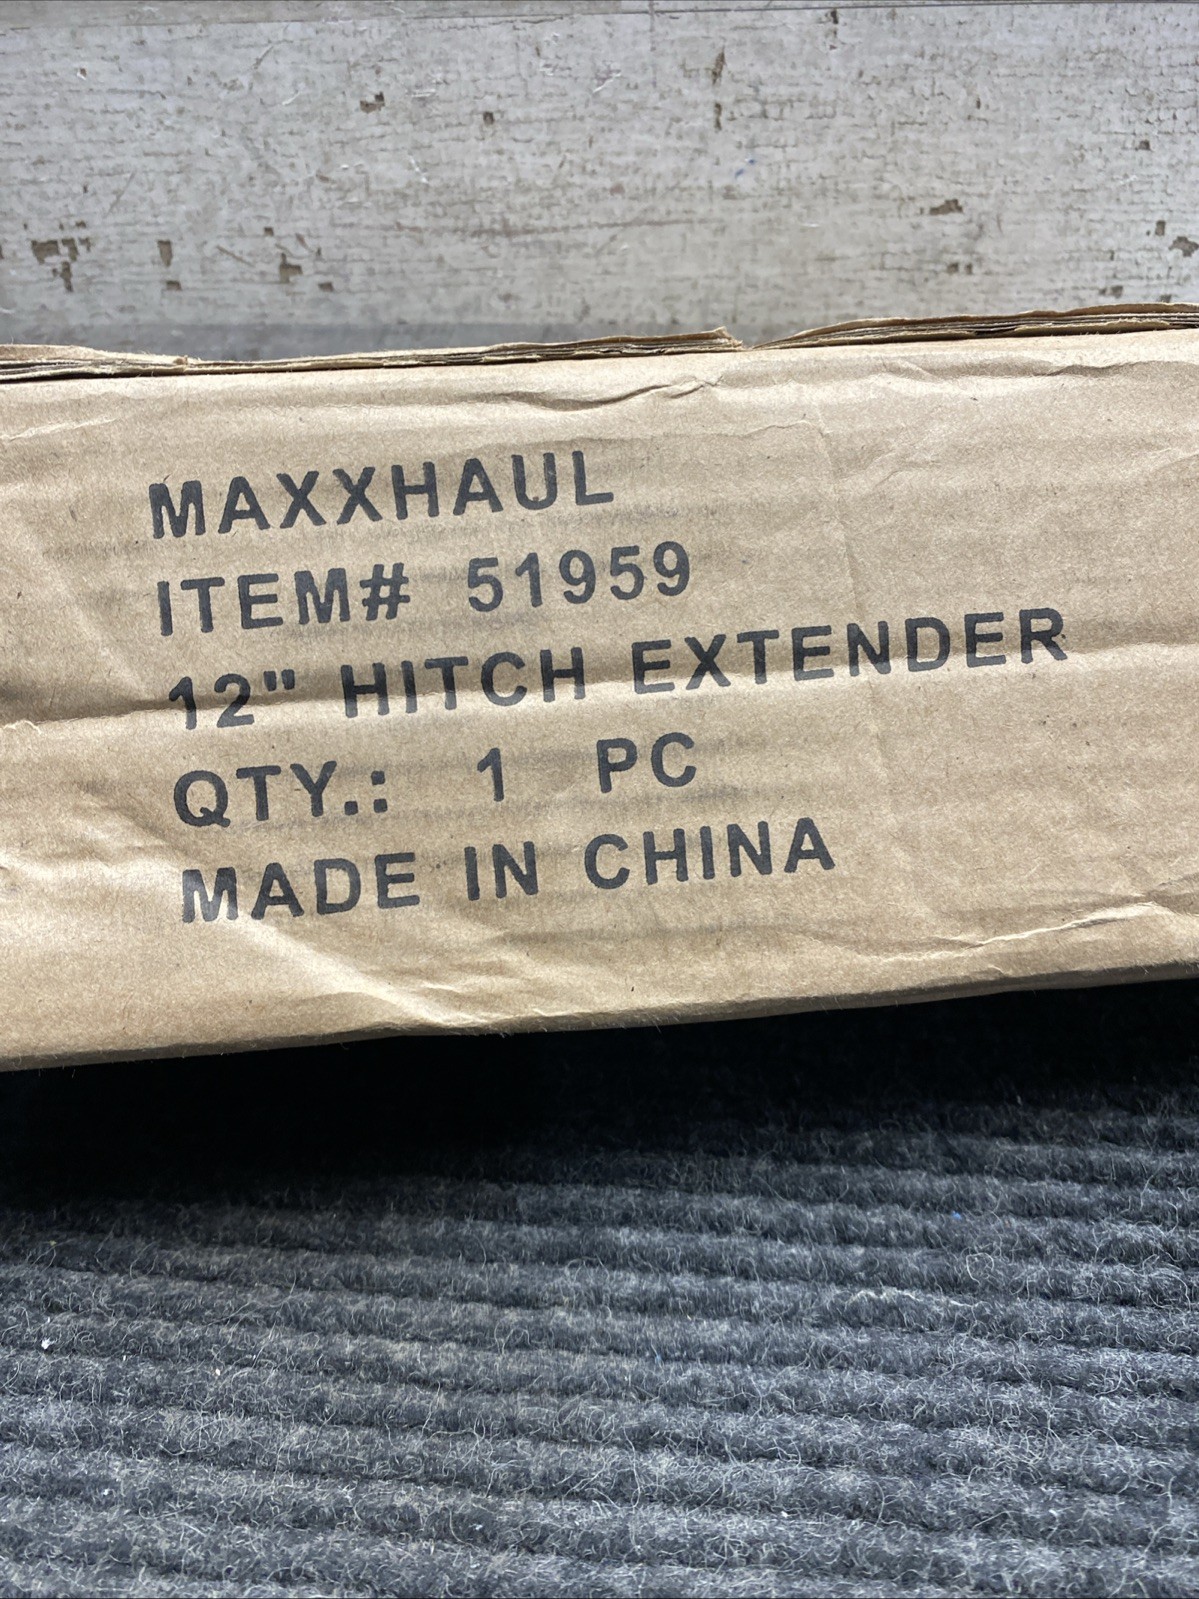 MAXXHAUL
ITEM# 51959
12" HITCH EXTENDER
QTY.: 1 PC
MADE IN CHINA